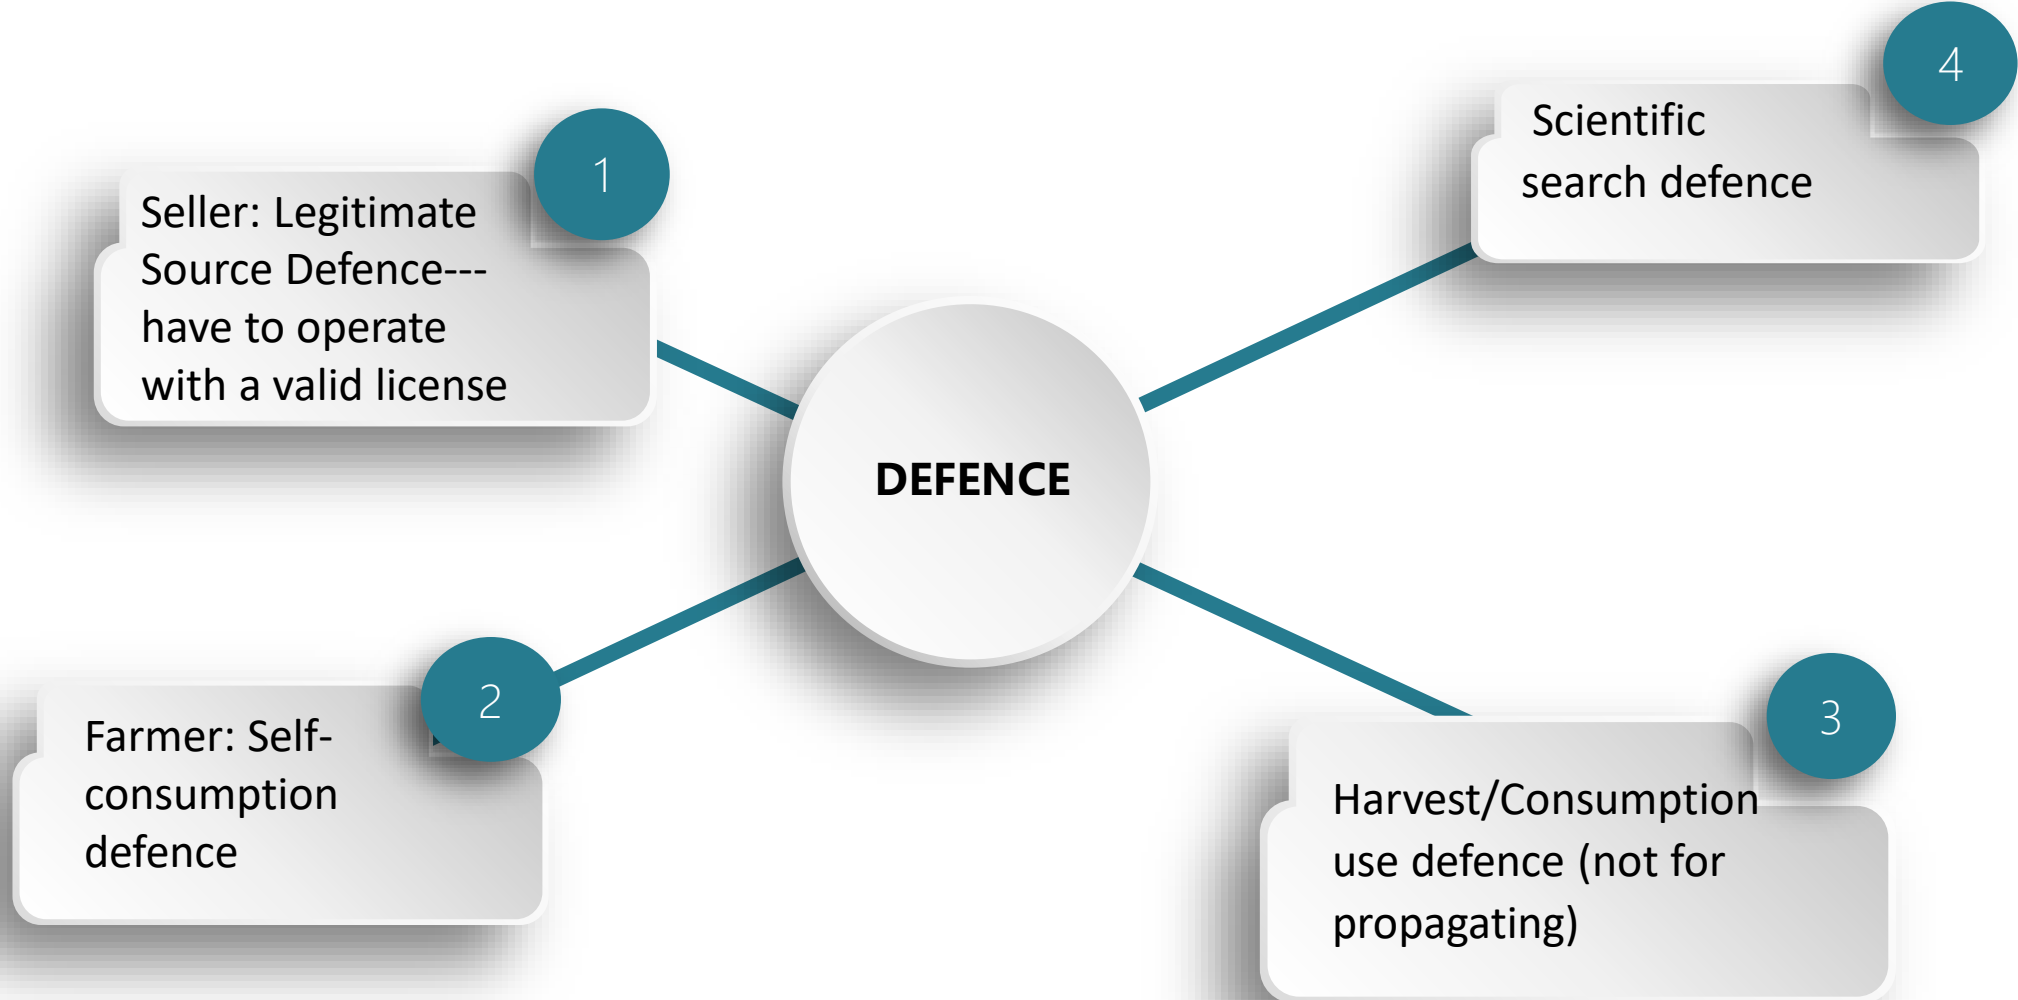 1
Seller: Legitimate
Source Defence---
have to operate
with a valid license
2
Farmer: Self-
consumption
defence
DEFENCE
4
Scientific
search defence
3
Harvest/Consumption
use defence (not for
propagating)